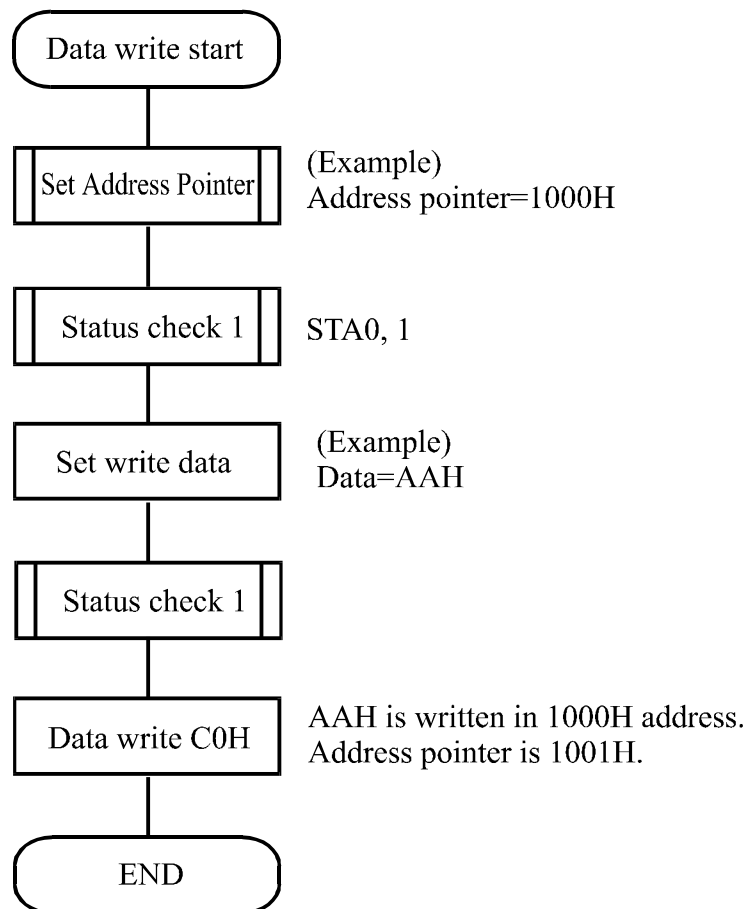 Data write start
Set Address Pointer
(Example)
Address pointer=1000H
Status check 1
STA0, 1
Set write data
(Example)
Data=AAH
Status check 1
Data write C0H
AAH is written in 1000H address.
Address pointer is 1001H.
END